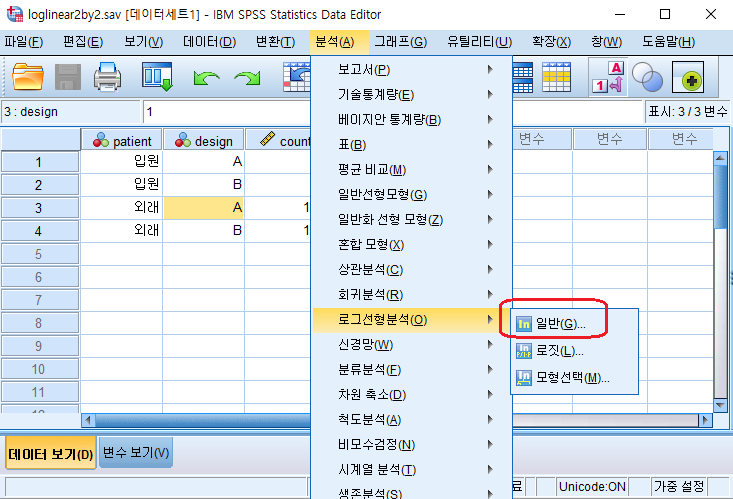 loglinear2by2.sav [데이터세트1] - IBM SPSS Statistics Data Editor
파일(F) 편집(E) 보기(V) 데이터(D) 변환(T) 분석(A) 그래프(G) 유틸리티(U) 확장(X) 창(W) 도움말(H)
3 : design 1 표시: 3 / 3 변수
patient design count 변수 변수 변수
1 입원 A
2 입원 B
3 외래 A 1
4 외래 B 1
5
6
7
8
9
10
11
보고서(P)
기술통계량(E)
베이지안 통계량(B)
표(B)
평균 비교(M)
일반선형모형(G)
일반화 선형 모형(Z)
혼합 모형(X)
상관분석(C)
회귀분석(R)
로그선형분석(O)
신경망(W)
분류분석(F)
차원 축소(D)
척도분석(A)
비모수검정(N)
시계열 분석(T)
생존분석(S)
ln 일반(G)...
로짓(L)...
모형선택(M)...
데이터 보기(D) 변수 보기(V)
료 Unicode:ON 가중 설정